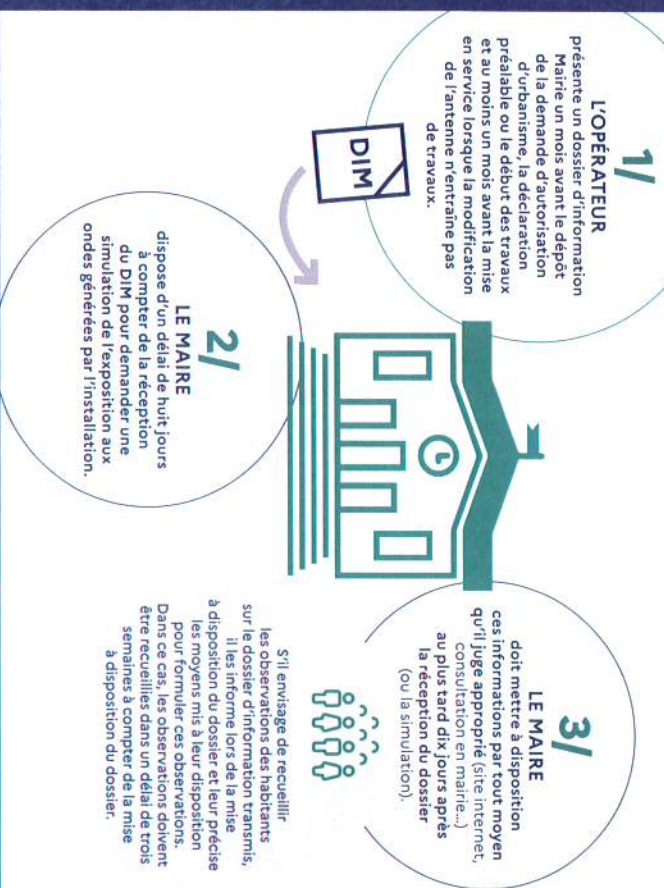 1/
L'OPÉRATEUR
présente un dossier d'information
Mairie un mois avant le dépôt
de la demande d'autorisation
d'urbanisme, la déclaration
préalable ou le début des travaux
et au moins un mois avant la mise
en service lorsque la modification
de l'antenne n'entraîne pas
de travaux.
DIM
2/
LE MAIRE
dispose d'un délai de huit jours
à compter de la réception
du DIM pour demander une
simulation de l'exposition aux
ondes générées par l'installation.
3/
LE MAIRE
doit mettre à disposition
ces informations par tout moyen
qu'il juge approprié (site internet,
consultation en mairie...)
au plus tard dix jours après
la réception du dossier
(ou la simulation).
S'il envisage de recueillir
les observations des habitants
sur le dossier d'information transmis,
il les informe lors de la mise
à disposition du dossier et leur précise
les moyens mis à leur disposition
pour formuler ces observations.
Dans ce cas, les observations doivent
être recueillies dans un délai de trois
semaines à compter de la mise
à disposition du dossier.